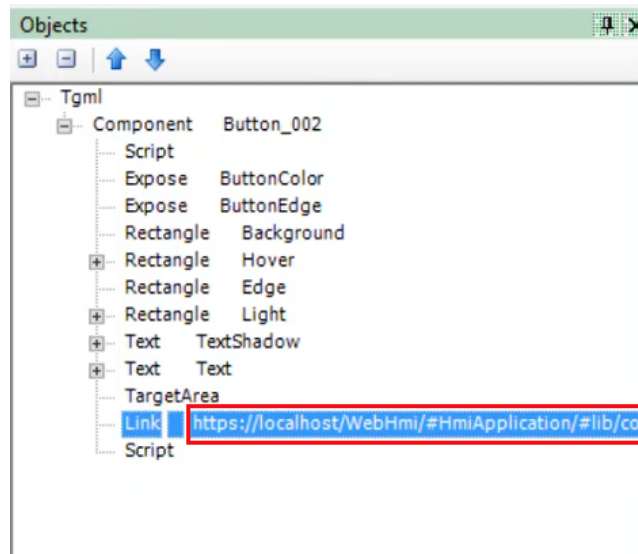 Objects
Tgml
Component Button_002
Script
Expose ButtonColor
Expose ButtonEdge
Rectangle Background
Rectangle Hover
Rectangle Edge
Rectangle Light
Text TextShadow
Text Text
TargetArea
Link https://localhost/WebHmi/#HmiApplication/#lib/co
Script